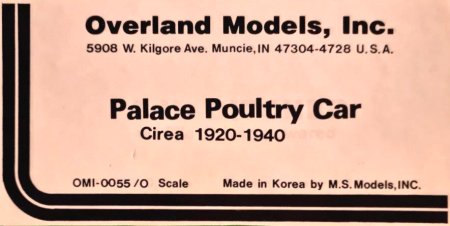 Overland Models, Inc.
5908 W. Kilgore Ave. Muncie,IN 47304-4728 U.S.A.
Palace Poultry Car
Cirea 1920-1940
OMI-0055/O Scale Made in Korea by M.S.Models,INC.